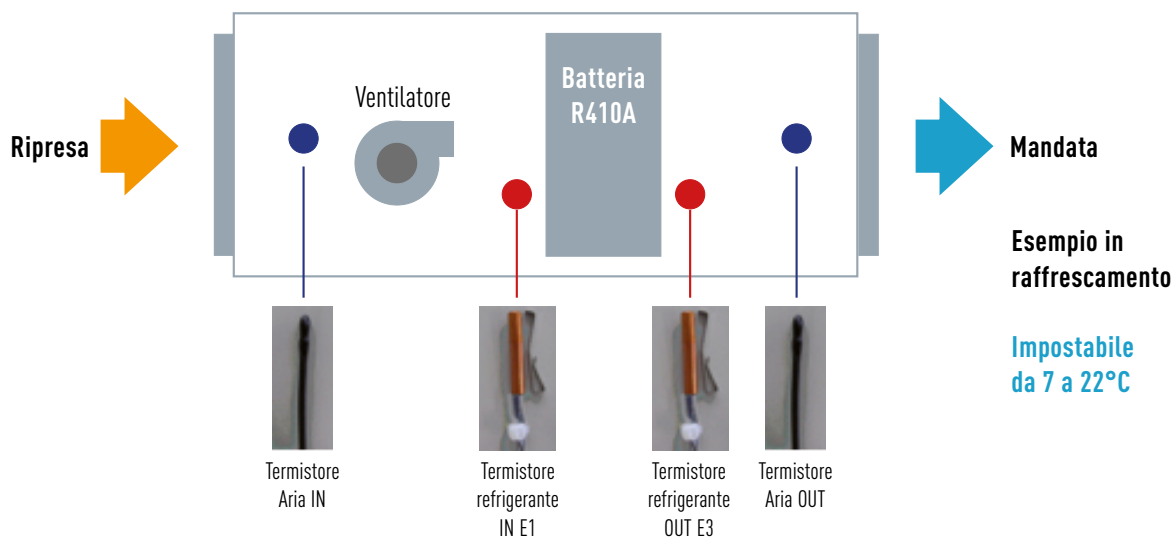 Ripresa
Ventilatore
Batteria
R410A
Mandata
Esempio in
raffrescamento
Impostabile
da 7 a 22°C
Termistore
Aria IN
Termistore
refrigerante
IN E1
Termistore
refrigerante
OUT E3
Termistore
Aria OUT